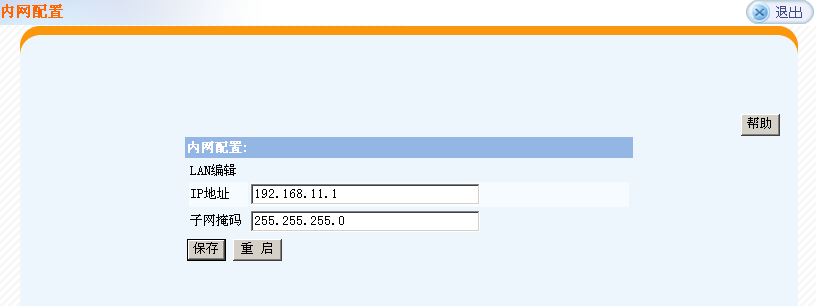 内网配置
退出
帮助
内网配置:
LAN编辑
IP地址 192.168.11.1
子网掩码 255.255.255.0
保存 重 启